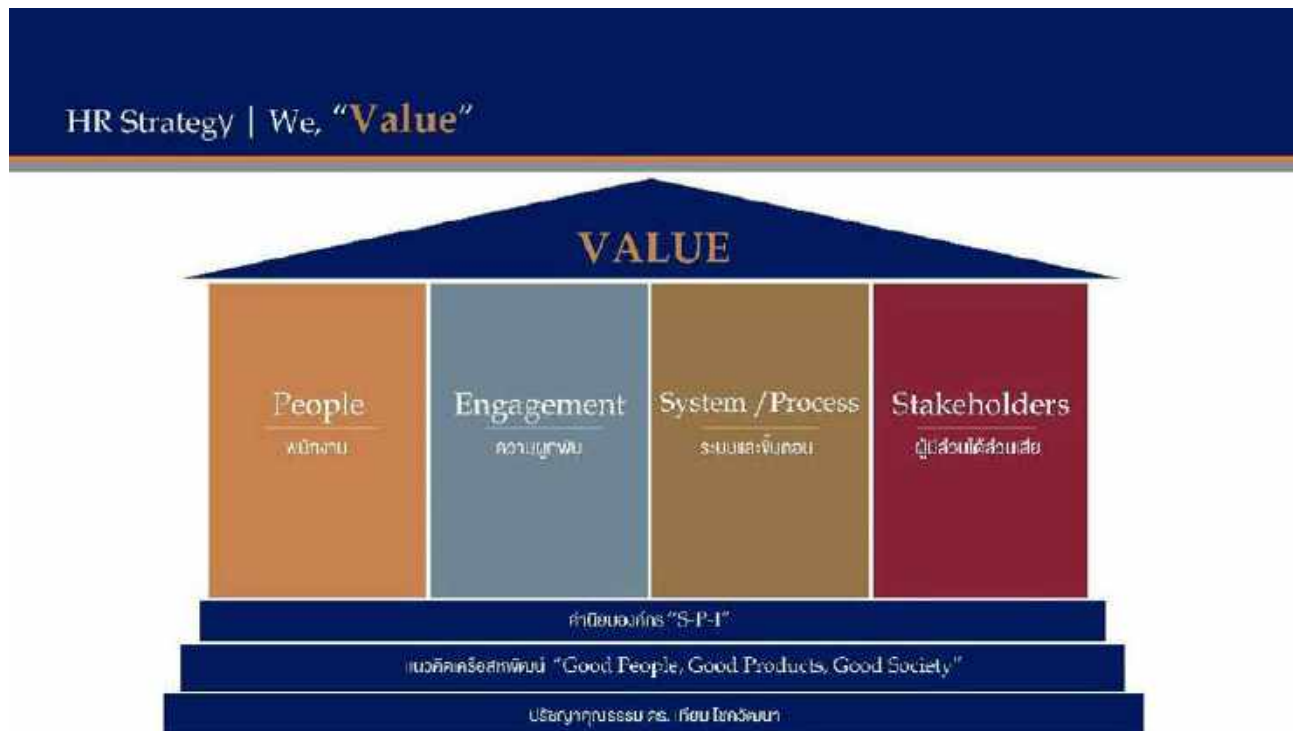 HR Strategy | We, “Value”
VALUE
People
พนักงาน
Engagement
ความผูกพัน
System /Process
ระบบและขั้นตอน
Stakeholders
ผู้มีส่วนได้ส่วนเสีย
ค่านิยมองค์กร “S-P-I”
แนวคิดเครือสหพัฒน์ “Good People, Good Products, Good Society”
ปรัชญาคุณธรรม ดร. เทียม โชควัฒนา